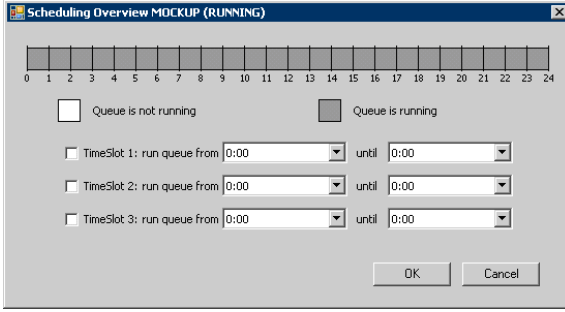 Scheduling Overview MOCKUP (RUNNING)
0 1 2 3 4 5 6 7 8 9 10 11 12 13 14 15 16 17 18 19 20 21 22 23 24
Queue is not running Queue is running
TimeSlot 1: run queue from 0:00 until 0:00
TimeSlot 2: run queue from 0:00 until 0:00
TimeSlot 3: run queue from 0:00 until 0:00
OK Cancel